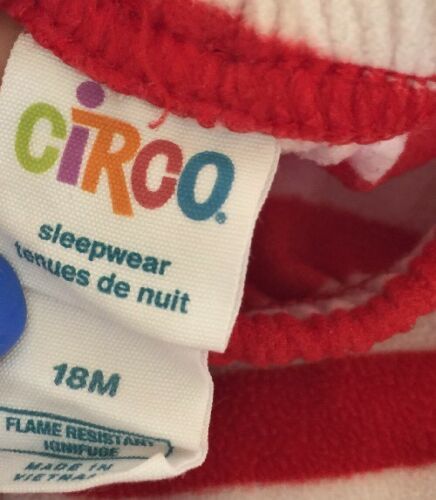 CiRCO®
sleepwear
tenues de nuit
18M
FLAME RESISTANT
IGNIFUGE
MADE IN
VIETNAM